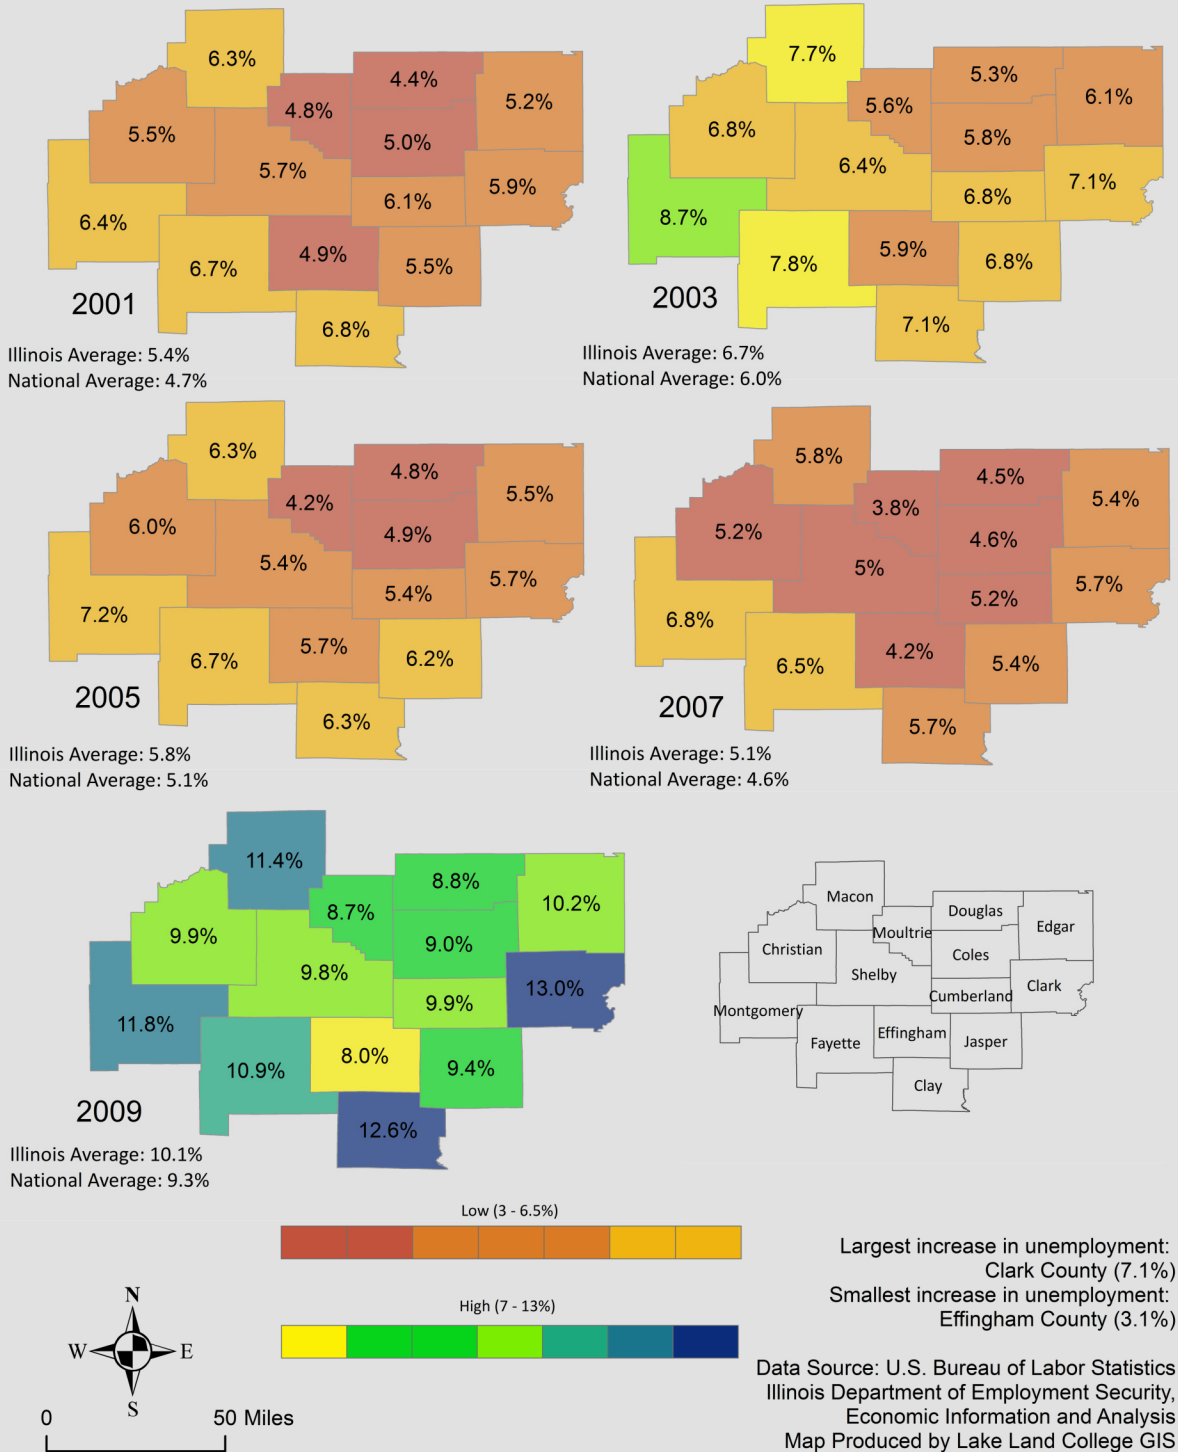 6.3%
4.4%
4.8%
5.2%
5.5%
5.0%
5.7%
5.9%
6.1%
6.4%
4.9%
6.7%
5.5%
6.8%
2001
Illinois Average: 5.4%
National Average: 4.7%
7.7%
5.3%
5.6%
6.1%
6.8%
5.8%
6.4%
7.1%
6.8%
8.7%
5.9%
7.8%
6.8%
7.1%
2003
Illinois Average: 6.7%
National Average: 6.0%
6.3%
4.8%
4.2%
5.5%
6.0%
4.9%
5.4%
5.7%
5.4%
7.2%
5.7%
6.7%
6.2%
6.3%
2005
Illinois Average: 5.8%
National Average: 5.1%
5.8%
4.5%
3.8%
5.4%
5.2%
4.6%
5%
5.7%
5.2%
6.8%
4.2%
6.5%
5.4%
5.7%
2007
Illinois Average: 5.1%
National Average: 4.6%
11.4%
8.8%
8.7%
10.2%
9.9%
9.0%
9.8%
13.0%
9.9%
11.8%
8.0%
10.9%
9.4%
12.6%
2009
Illinois Average: 10.1%
National Average: 9.3%
Macon
Douglas
Moultrie
Edgar
Christian
Coles
Shelby
Clark
Cumberland
Montgomery
Effingham
Fayette
Jasper
Clay
Low (3 - 6.5%)
High (7 - 13%)
Largest increase in unemployment:
Clark County (7.1%)
Smallest increase in unemployment:
Effingham County (3.1%)
Data Source: U.S. Bureau of Labor Statistics
Illinois Department of Employment Security,
Economic Information and Analysis
Map Produced by Lake Land College GIS
N
W E
S
0 50 Miles